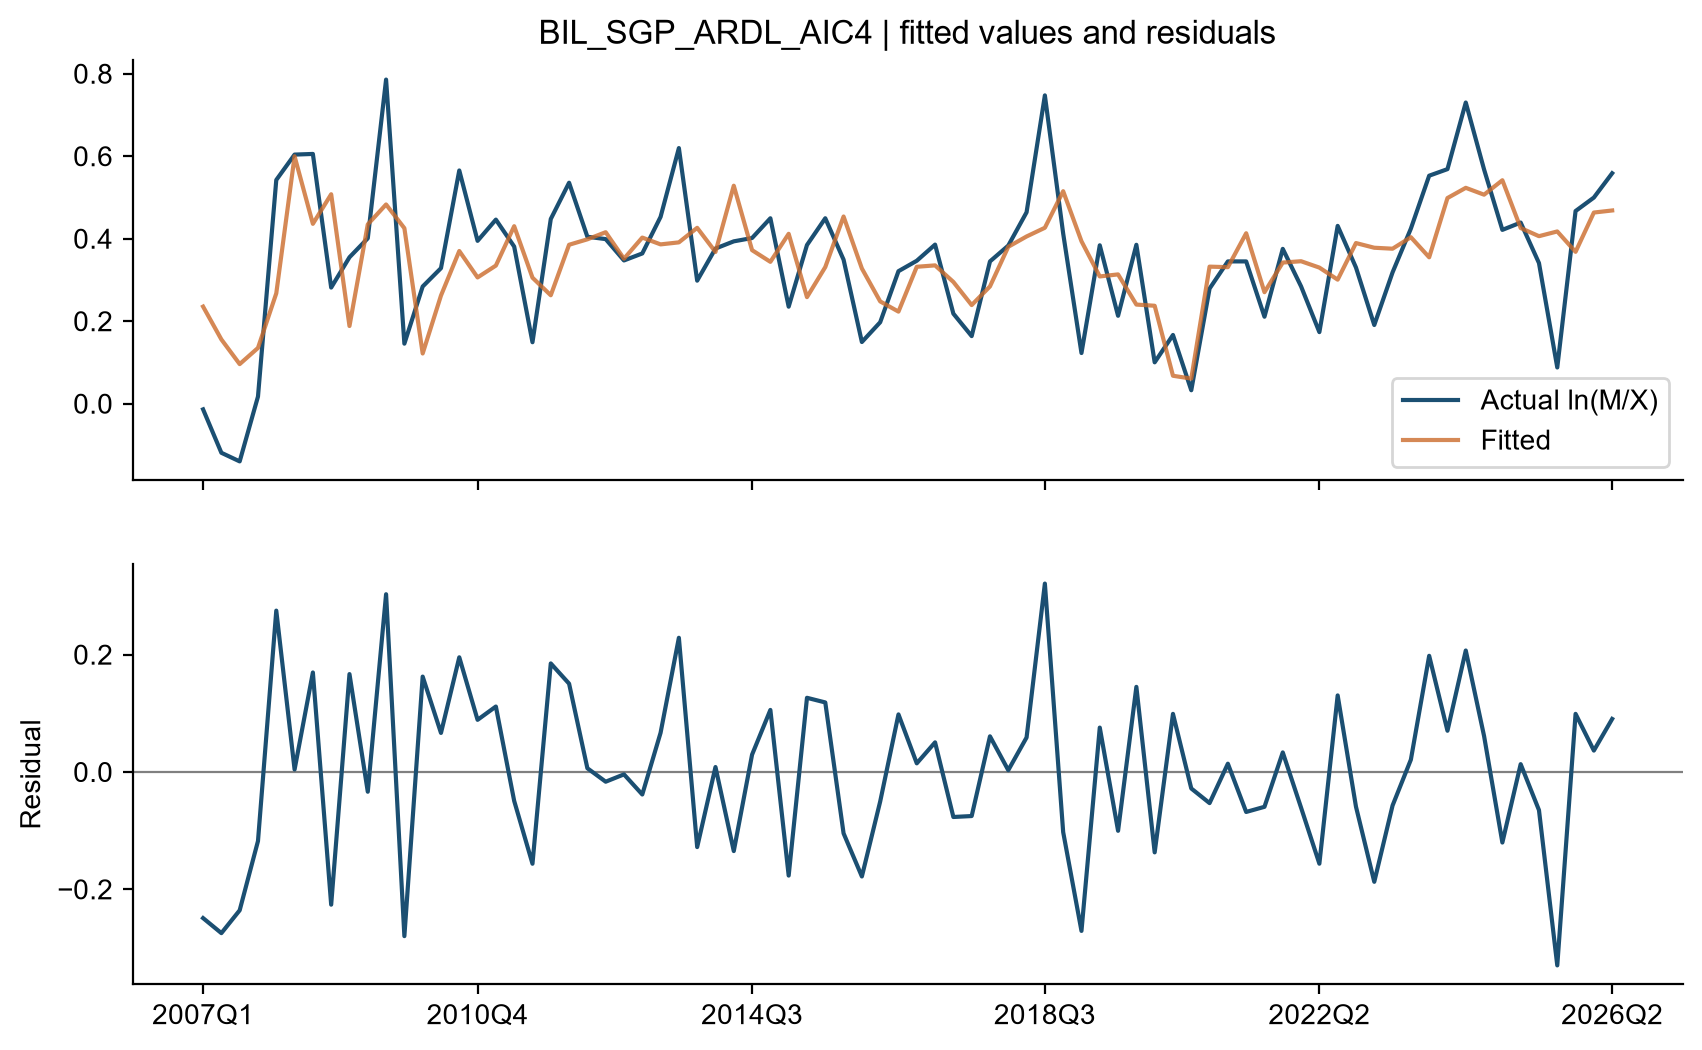 BIL_SGP_ARDL_AIC4 | fitted values and residuals
0.8
0.6
0.4
0.2
0.0
Actual ln(M/X)
Fitted
Residual
0.2
0.0
−0.2
2007Q1 2010Q4 2014Q3 2018Q3 2022Q2 2026Q2